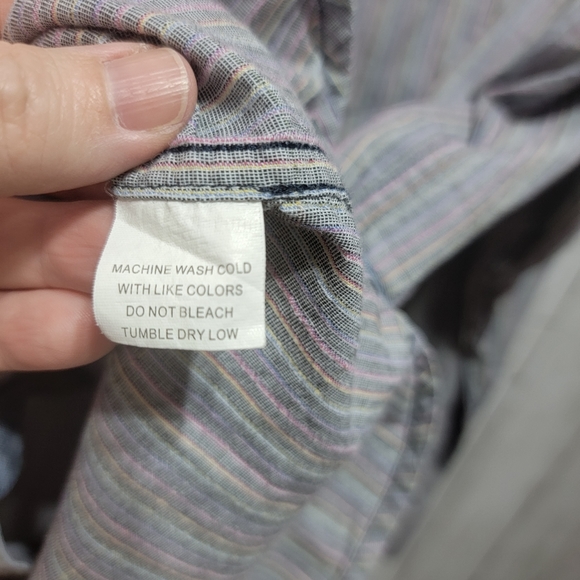 MACHINE WASH COLD
WITH LIKE COLORS
DO NOT BLEACH
TUMBLE DRY LOW